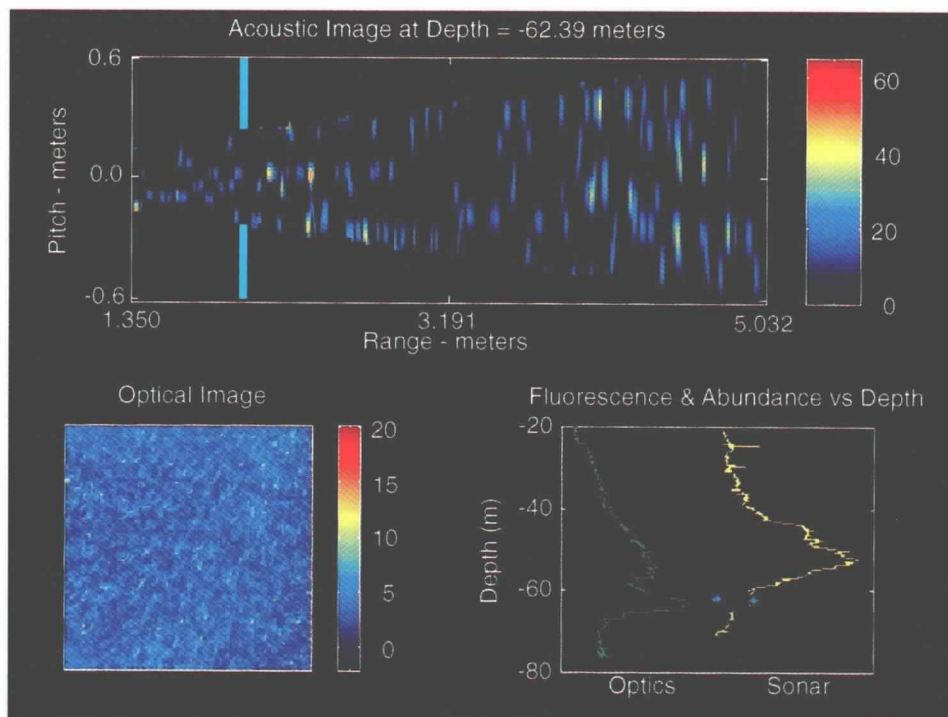 Acoustic Image at Depth = -62.39 meters
0.6
0.0
-0.6
Pitch - meters
1.350 3.191 5.032
Range - meters
60
40
20
0
Optical Image
20
15
10
5
0
Fluorescence & Abundance vs Depth
-20
-40
-60
-80
Depth (m)
Optics Sonar